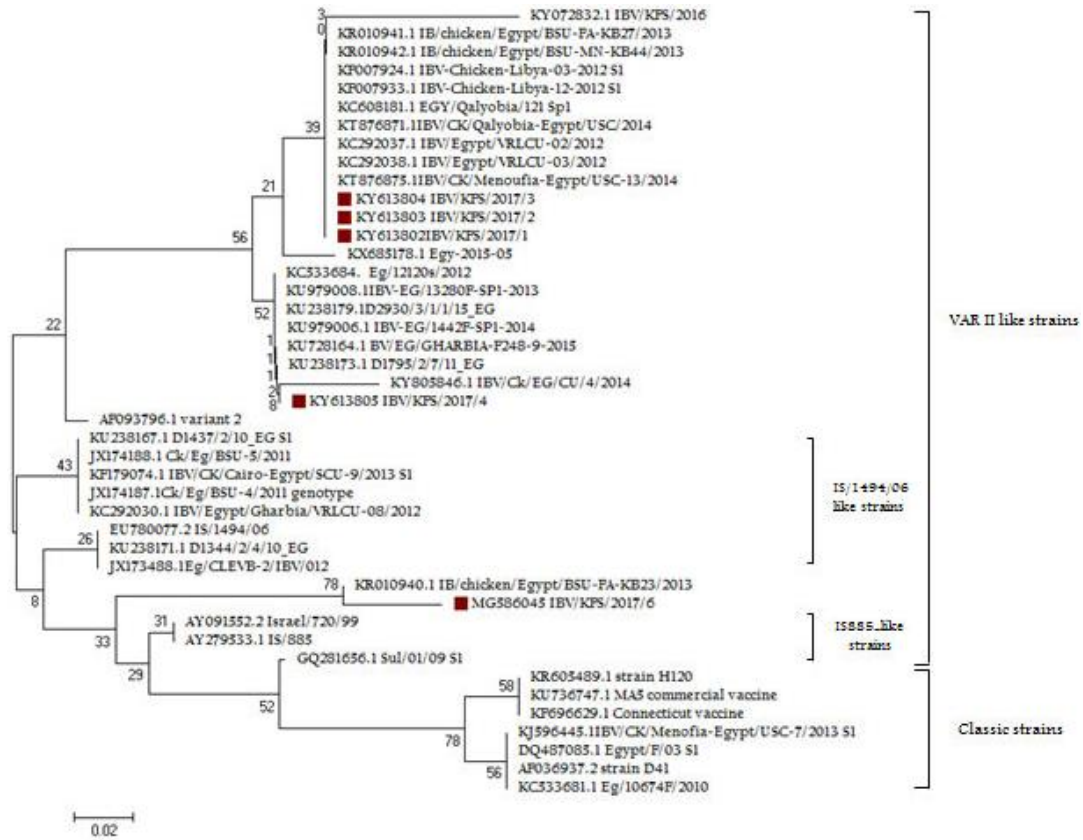 3
KY072832.1 IBV/KFS/2016
0
KR010941.1 IB/chicken/Egypt/BSU-FA-KB27/2013
KR010942.1 IB/chicken/Egypt/BSU-MN-KB44/2013
KF007924.1 IBV-Chicken-Libya-03-2012 S1
KF007933.1 IBV-Chicken-Libya-12-2012 S1
KC608181.1 EGY/Qalyobia/121 Sp1
39
KT876871.1IBV/CK/Qalyobia-Egypt/USC/2014
KC292037.1 IBV/Egypt/VRLCU-02/2012
KC292038.1 IBV/Egypt/VRLCU-03/2012
KT876875.1IBV/CK/Menoufia-Egypt/USC-13/2014
21
KY613804 IBV/KFS/2017/3
KY613803 IBV/KFS/2017/2
56
KY613802IBV/KFS/2017/1
KX685178.1 Egy-2015-05
KC533684. Eg/12120s/2012
KU979008.1IBV-EG/13280F-SP1-2013
52
KU238179.1D2930/3/1/1/15_EG
VAR II like strains
22
KU979006.1 IBV-EG/1442F-SP1-2014
1
KU728164.1 BV/EG/GHARBIA-F248-9-2015
1
KU238173.1 D1795/2/7/11_EG
1
KY805846.1 IBV/Ck/EG/CU/4/2014
2
8
KY613805 IBV/KFS/2017/4
AF093796.1 variant 2
KU238167.1 D1437/2/10_EG S1
JX174188.1 Ck/Eg/BSU-5/2011
43
KF179074.1 IBV/CK/Cairo-Egypt/SCU-9/2013 S1
JX174187.1Ck/Eg/BSU-4/2011 genotype
KC292030.1 IBV/Egypt/Gharbia/VRLCU-08/2012
IS/1494/06
like strains
EU780077.2 IS/1494/06
26
KU238171.1 D1344/2/4/10_EG
JX173488.1Eg/CLEVB-2/IBV/012
8
78
KR010940.1 IB/chicken/Egypt/BSU-FA-KB23/2013
MG586045 IBV/KFS/2017/6
33
31
AY091552.2 Israel/720/99
AY279533.1 IS/885
IS885_like
strains
29
GQ281656.1 Sul/01/09 S1
52
KR605489.1 strain H120
58
KU736747.1 MA5 commercial vaccine
KF696629.1 Connecticut vaccine
78
KJ596445.1IBV/CK/Menofia-Egypt/USC-7/2013 S1
Classic strains
DQ487085.1 Egypt/F/03 S1
56
AF036937.2 strain D41
KC533681.1 Eg/10674F/2010
0.02